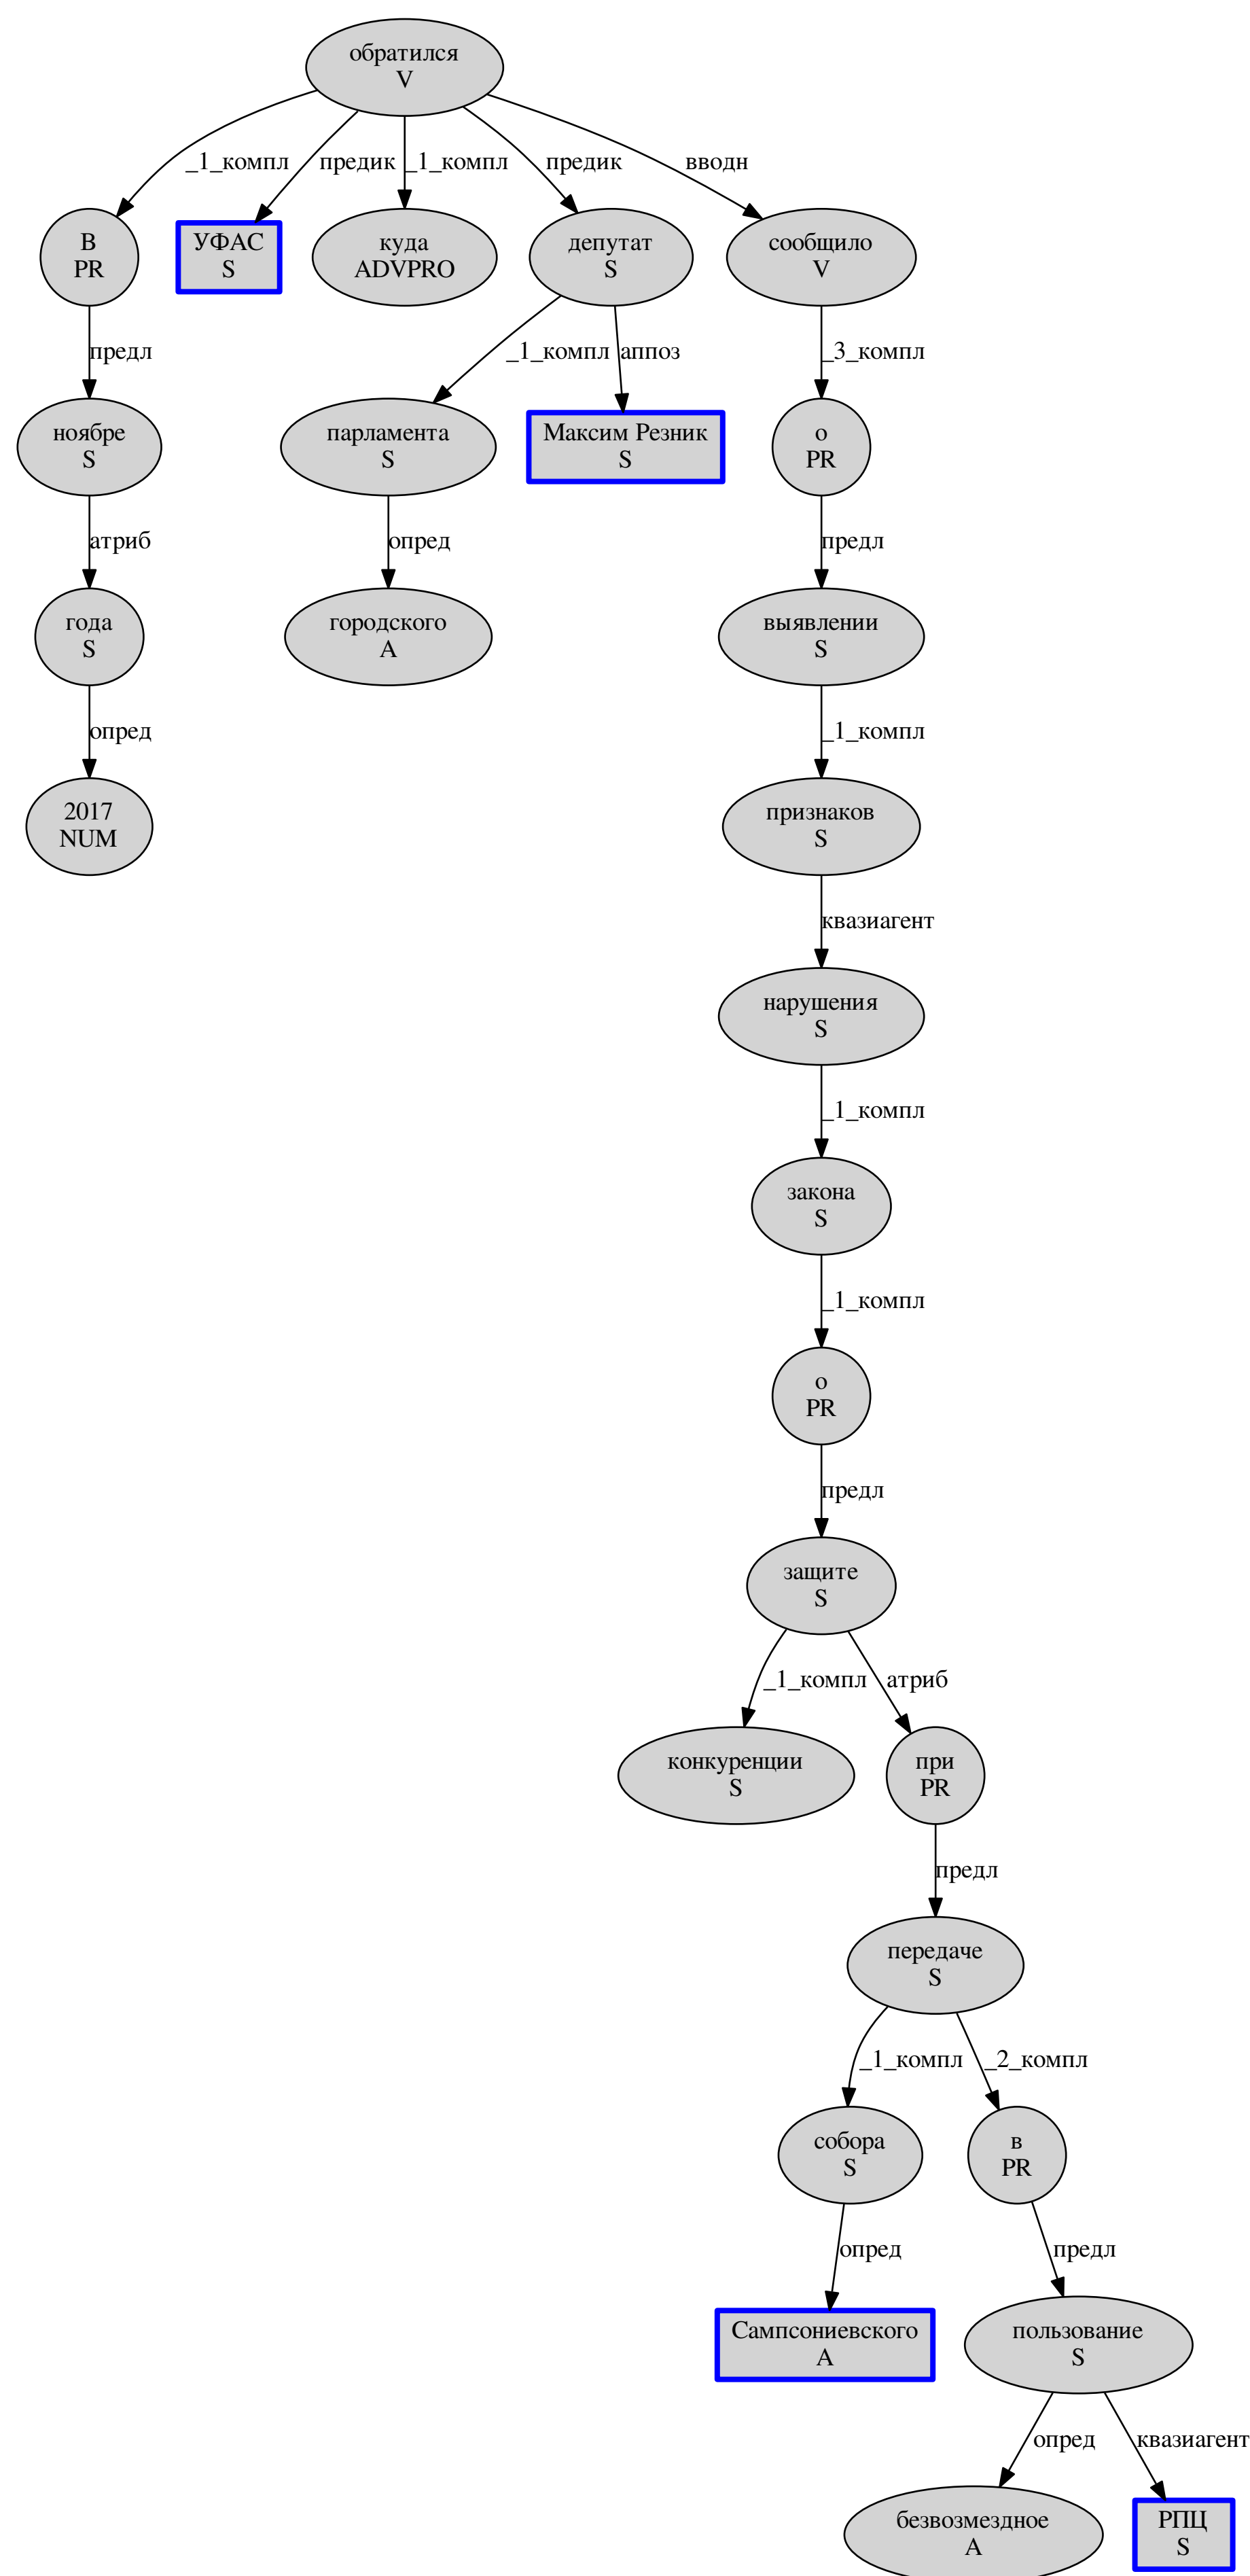 обратился
V
_1_компл
предик
_1_компл
предик
вводн
В
PR
УФАС
S
куда
ADVPRO
депутат
S
сообщило
V
предл
_1_компл
аппоз
_3_компл
ноябре
S
парламента
S
Максим Резник
S
о
PR
атриб
опред
предл
года
S
городского
A
выявлении
S
опред
_1_компл
2017
NUM
признаков
S
квазиагент
нарушения
S
_1_компл
закона
S
_1_компл
о
PR
предл
защите
S
_1_компл
атриб
конкуренции
S
при
PR
предл
передаче
S
_1_компл
_2_компл
собора
S
в
PR
опред
предл
Сампсониевского
A
пользование
S
опред
квазиагент
безвозмездное
A
РПЦ
S